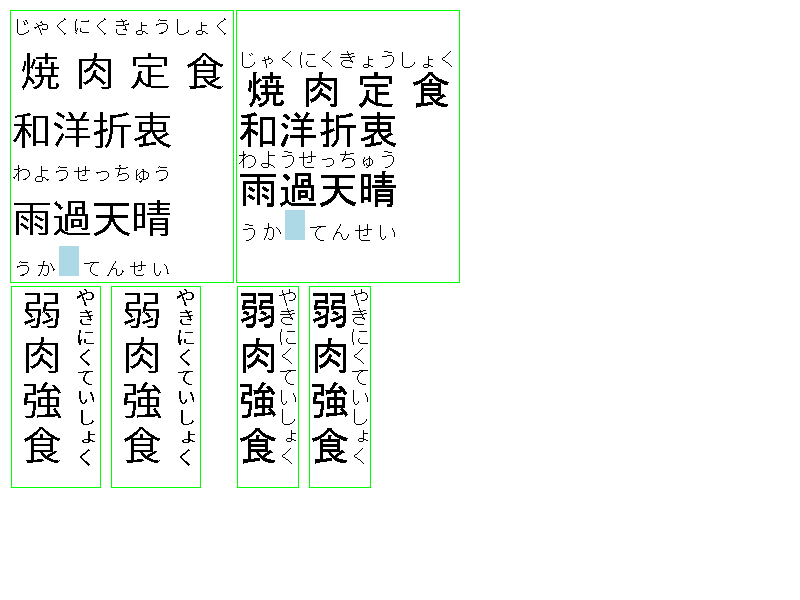 じゃくにくきょうしょく
焼肉定食
和洋折衷
わようせっちゅう
雨過天晴
うか てんせい
じゃくにくきょうしょく
焼肉定食
和洋折衷
わようせっちゅう
雨過天晴
うか てんせい
弱肉強食
やきにくていしょく
弱肉強食
やきにくていしょく
弱肉強食
やきにくていしょく
弱肉強食
やきにくていしょく